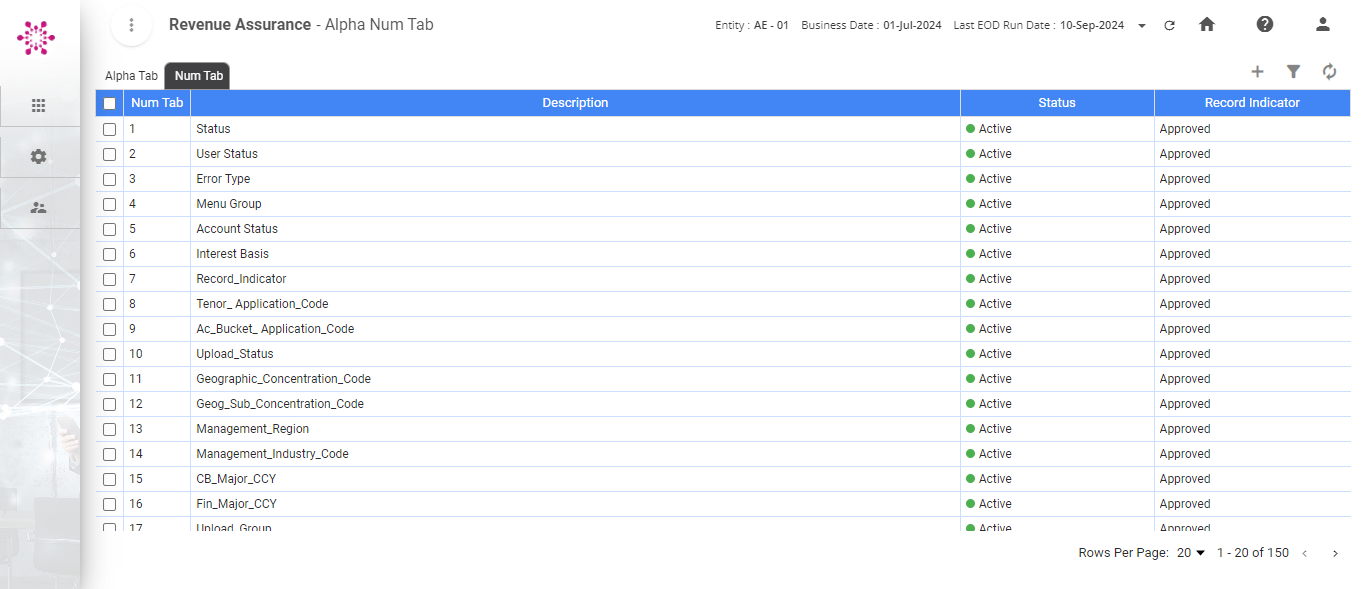 Revenue Assurance - Alpha Num Tab Entity : AE - 01 Business Date : 01-Jul-2024 Last EOD Run Date : 10-Sep-2024
Alpha Tab Num Tab
Num Tab Description Status Record Indicator
1 Status Active Approved
2 User Status Active Approved
3 Error Type Active Approved
4 Menu Group Active Approved
5 Account Status Active Approved
6 Interest Basis Active Approved
7 Record_Indicator Active Approved
8 Tenor_ Application_Code Active Approved
9 Ac_Bucket_ Application_Code Active Approved
10 Upload_Status Active Approved
11 Geographic_Concentration_Code Active Approved
12 Geog_Sub_Concentration_Code Active Approved
13 Management_Region Active Approved
14 Management_Industry_Code Active Approved
15 CB_Major_CCY Active Approved
16 Fin_Major_CCY Active Approved
17 Upload_Group Active Approved
Rows Per Page: 20 1 - 20 of 150